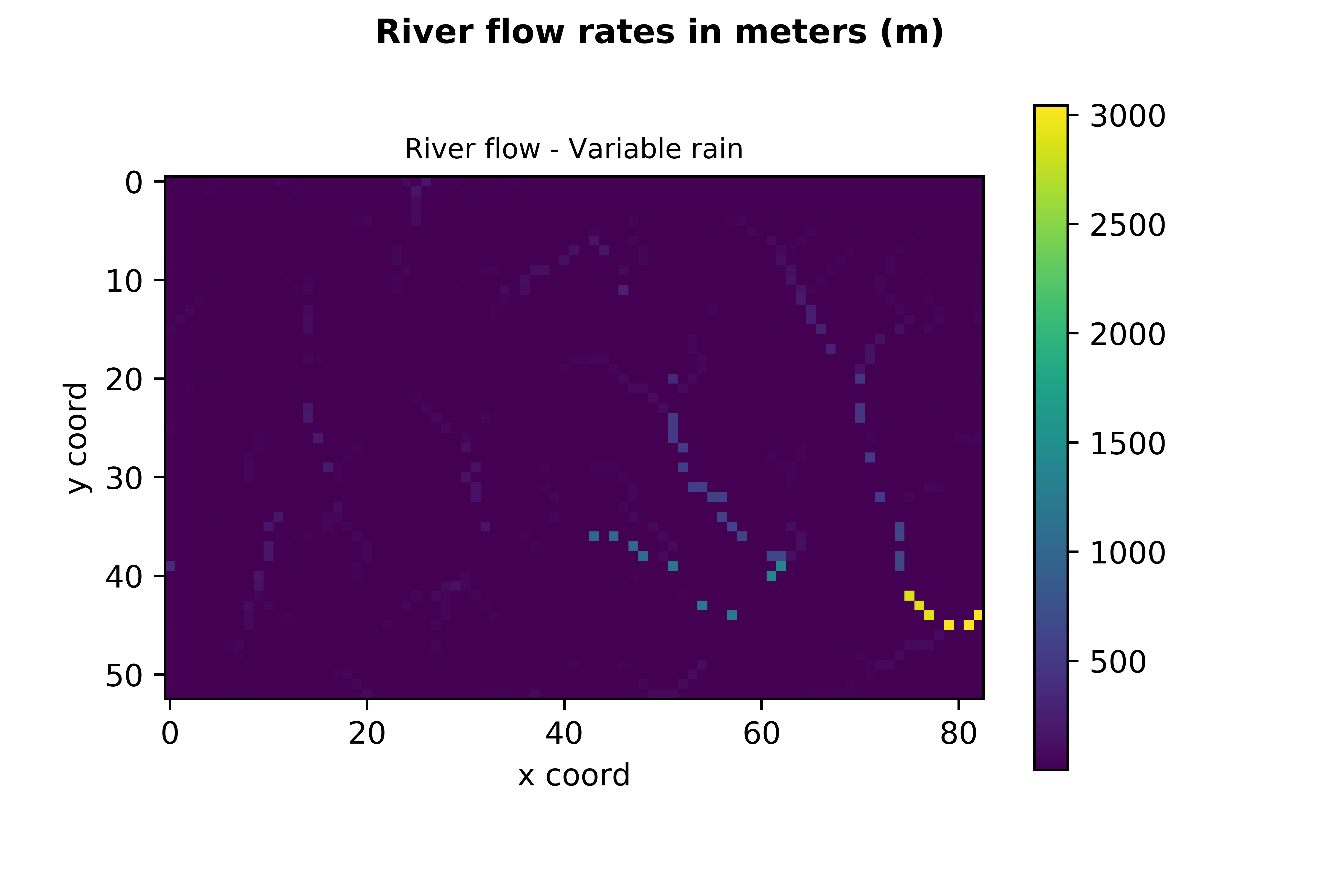 River flow rates in meters (m)
River flow - Variable rain
0
10
20
30
40
50
y coord
0 20 40 60 80
x coord
3000
2500
2000
1500
1000
500